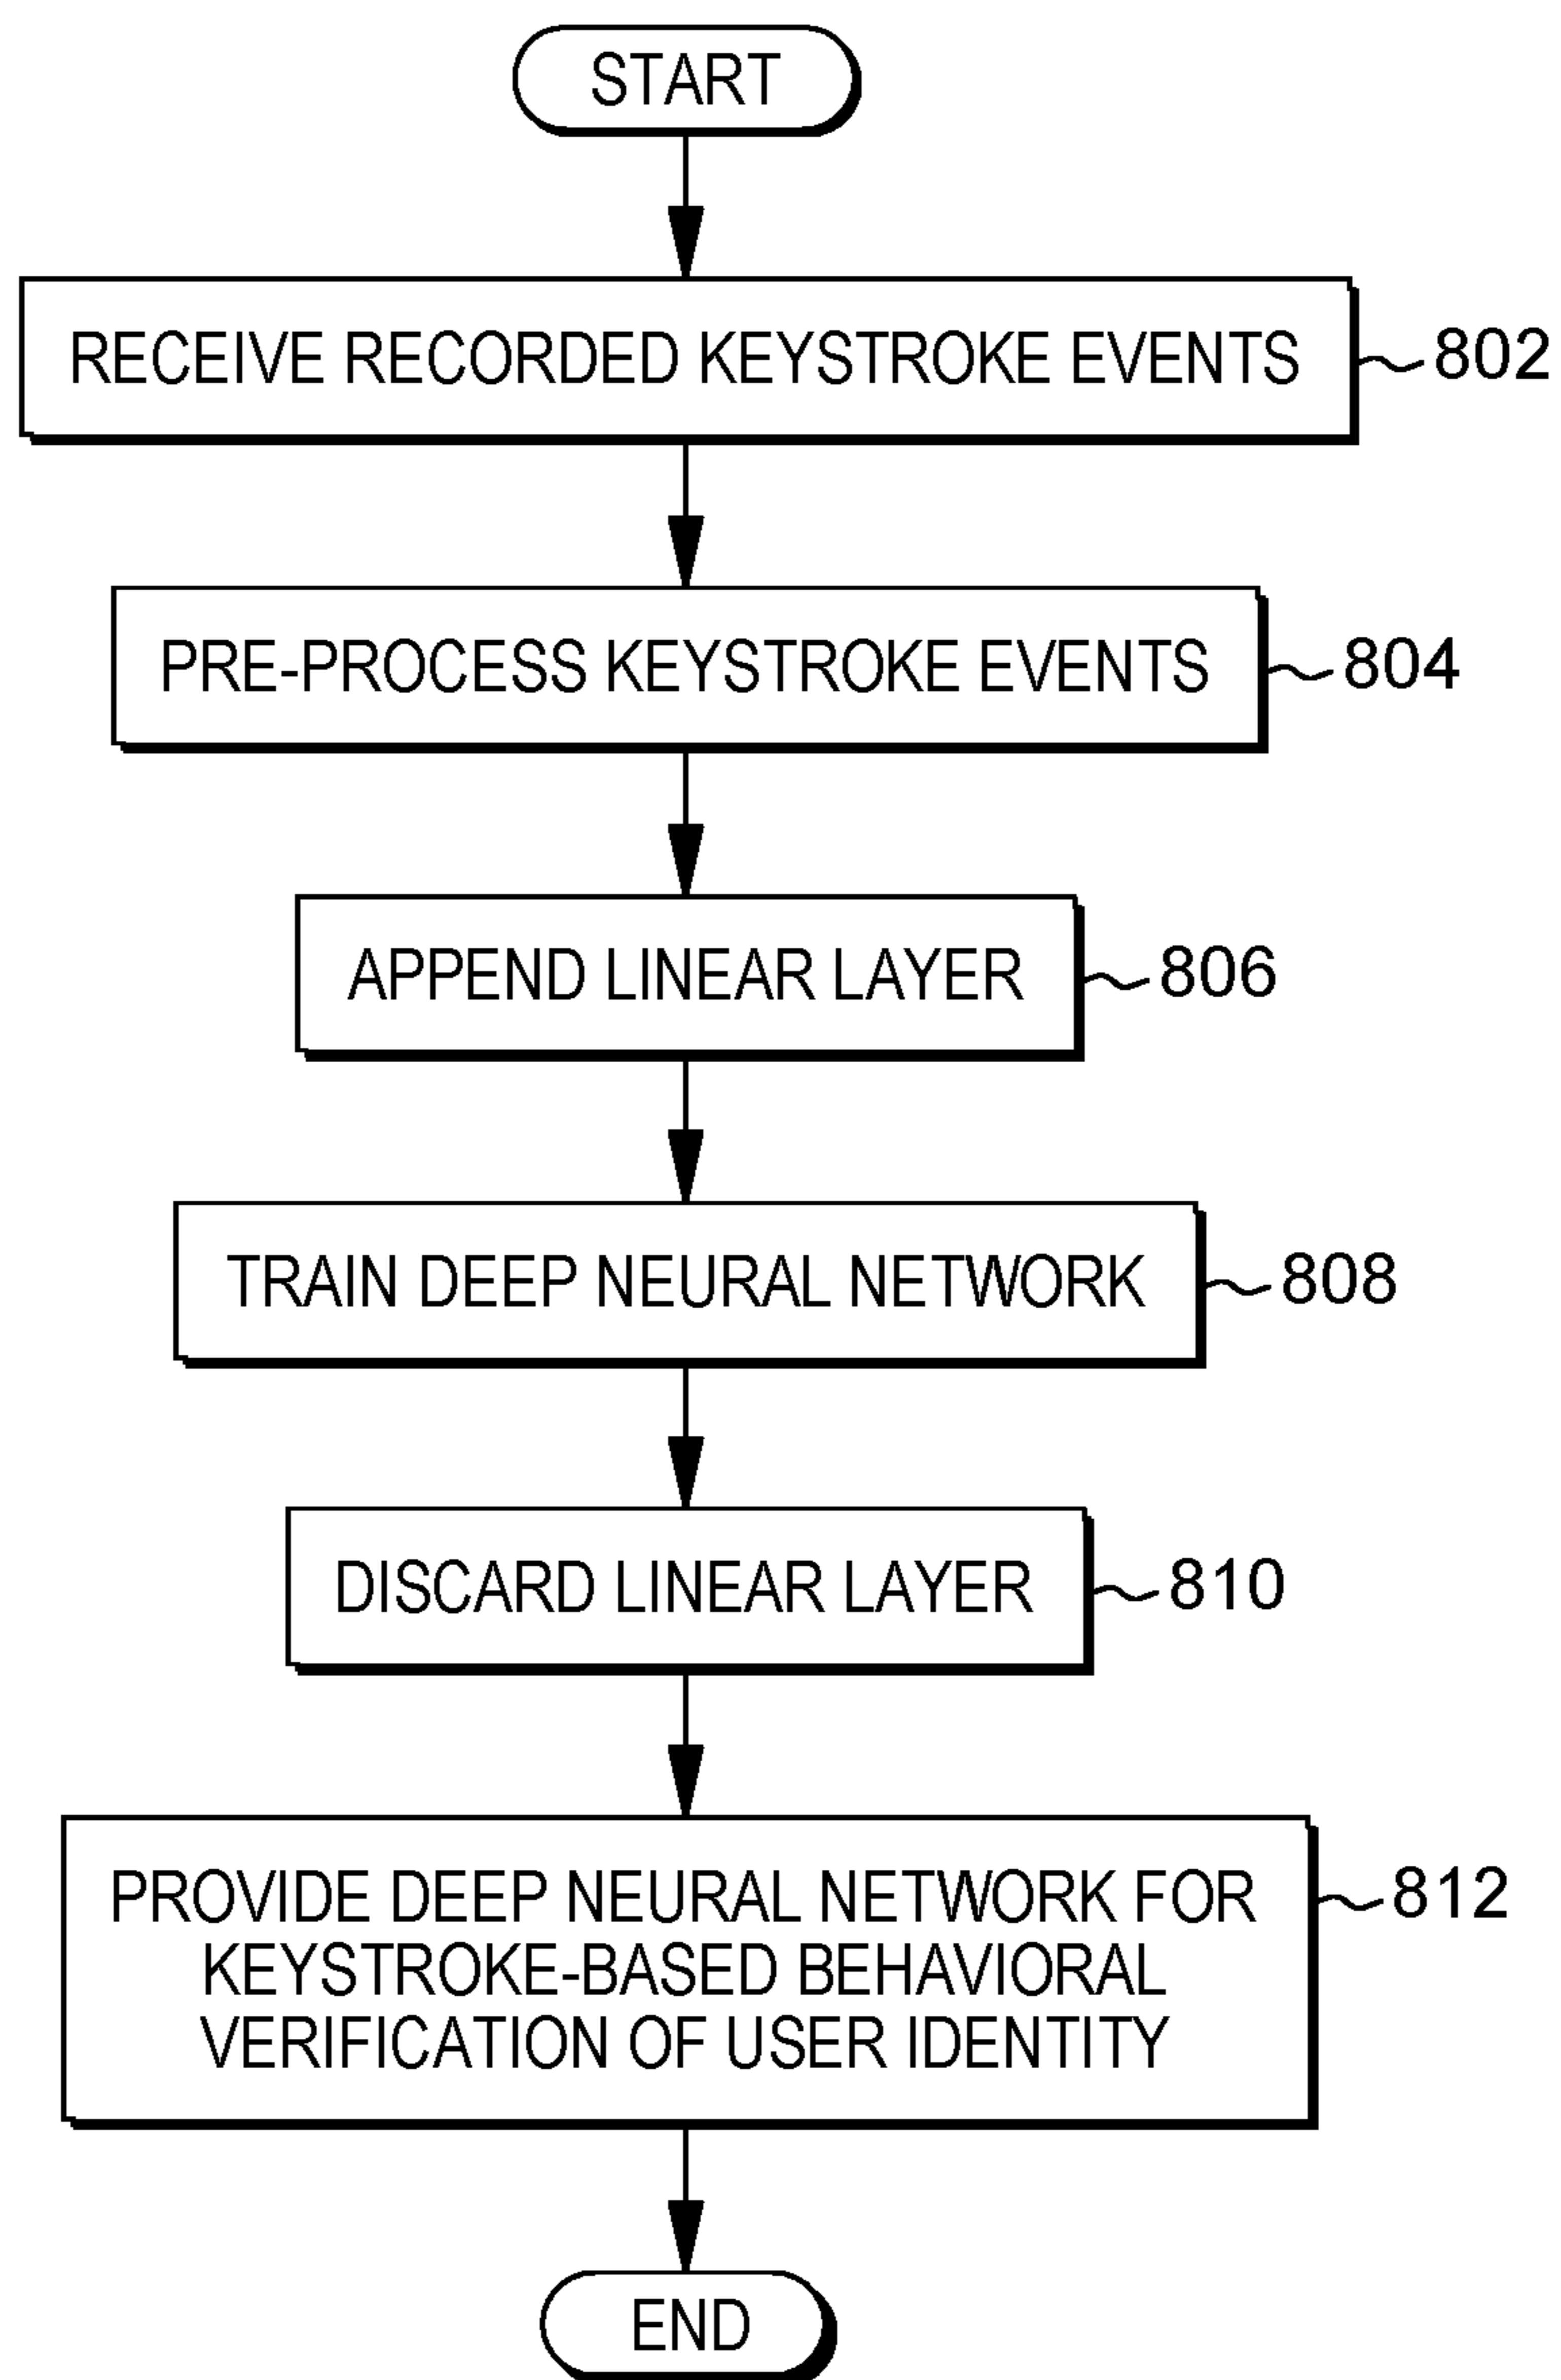 START
RECEIVE RECORDED KEYSTROKE EVENTS
802
PRE-PROCESS KEYSTROKE EVENTS
804
APPEND LINEAR LAYER
806
TRAIN DEEP NEURAL NETWORK
808
DISCARD LINEAR LAYER
810
PROVIDE DEEP NEURAL NETWORK FOR
KEYSTROKE-BASED BEHAVIORAL
VERIFICATION OF USER IDENTITY
812
END